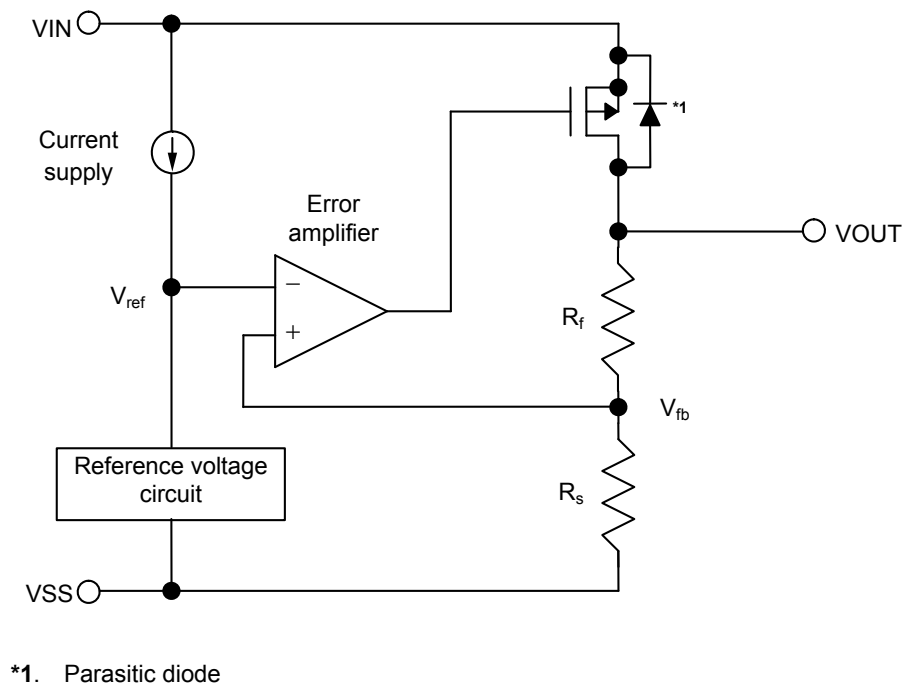 VIN
*1
Current
supply
Error
amplifier
VOUT
Vref
−
+
Rf
Vfb
Reference voltage
circuit
Rs
VSS
*1. Parasitic diode